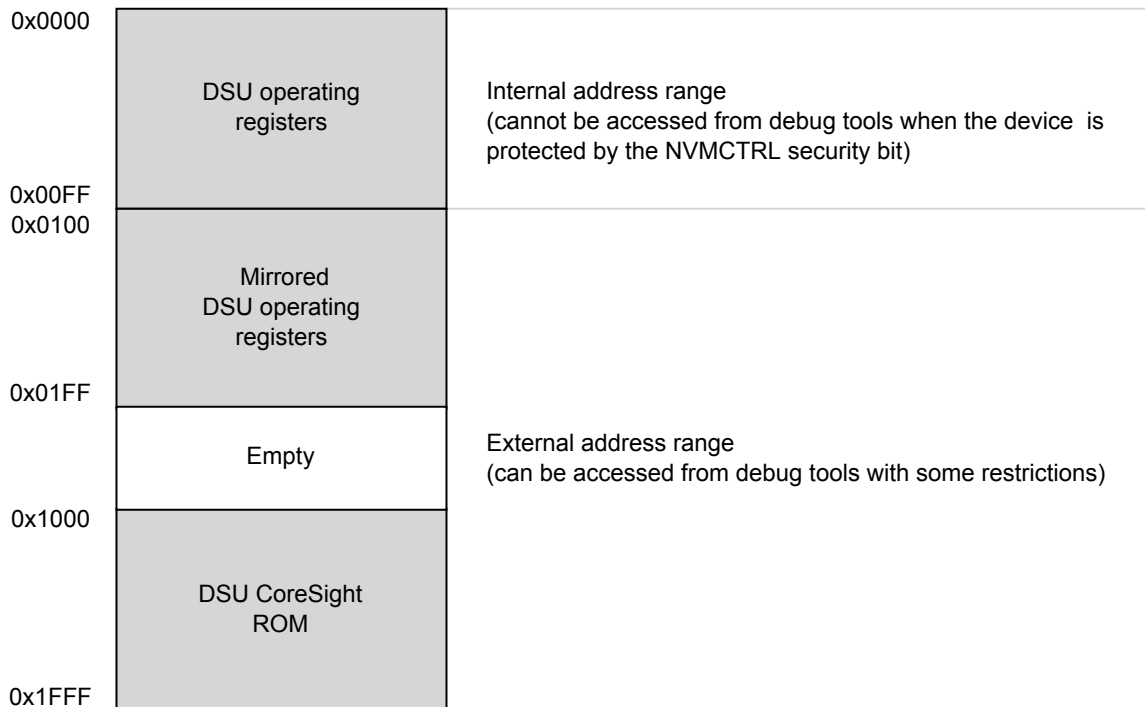 0x0000
DSU operating
registers
Internal address range
(cannot be accessed from debug tools when the device is
protected by the NVMCTRL security bit)
0x00FF
0x0100
Mirrored
DSU operating
registers
0x01FF
Empty
External address range
(can be accessed from debug tools with some restrictions)
0x1000
DSU CoreSight
ROM
0x1FFF